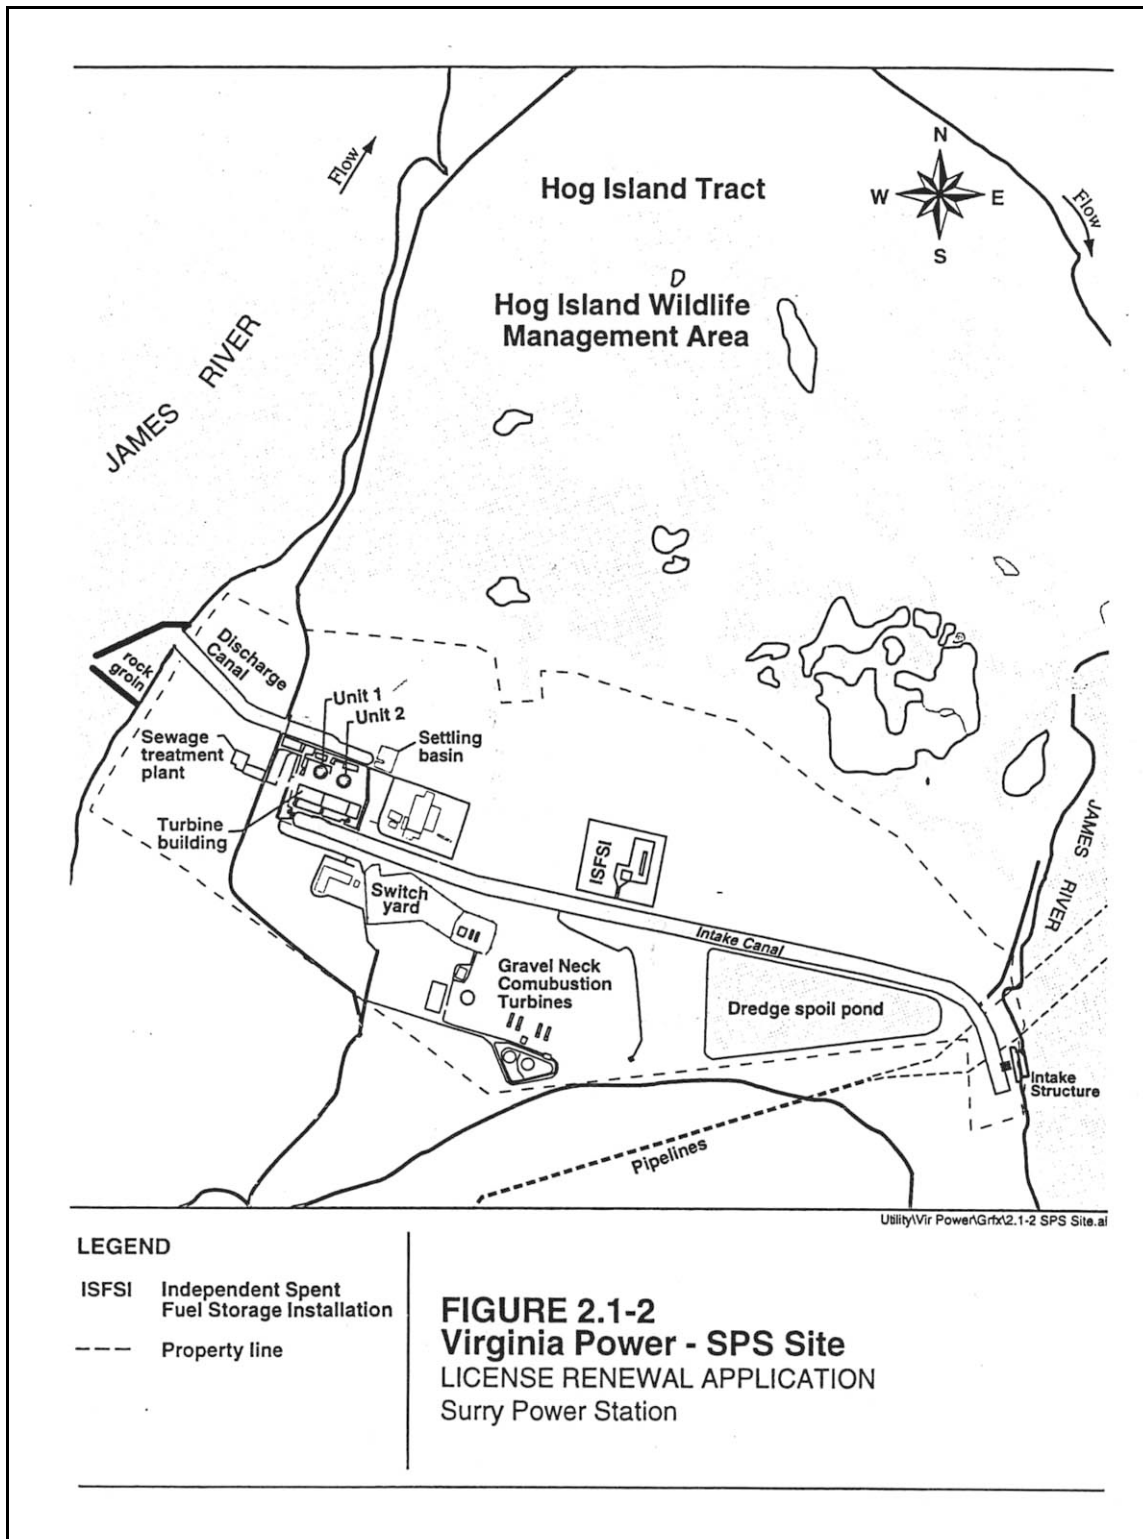 Flow
N
W
E
S
Flow
Hog Island Tract
Hog Island Wildlife
Management Area
JAMES RIVER
Discharge
Canal
rock
groin
Unit 1
Unit 2
Sewage
treatment
plant
Settling
basin
Turbine
building
ISFSI
JAMES RIVER
Switch
yard
Intake Canal
Gravel Neck
Comubustion
Turbines
Dredge spoil pond
Intake
Structure
Pipelines
Utility\Vir Power\Grfx\2.1-2 SPS Site.ai
LEGEND
ISFSI Independent Spent
Fuel Storage Installation
Property line
FIGURE 2.1-2
Virginia Power - SPS Site
LICENSE RENEWAL APPLICATION
Surry Power Station